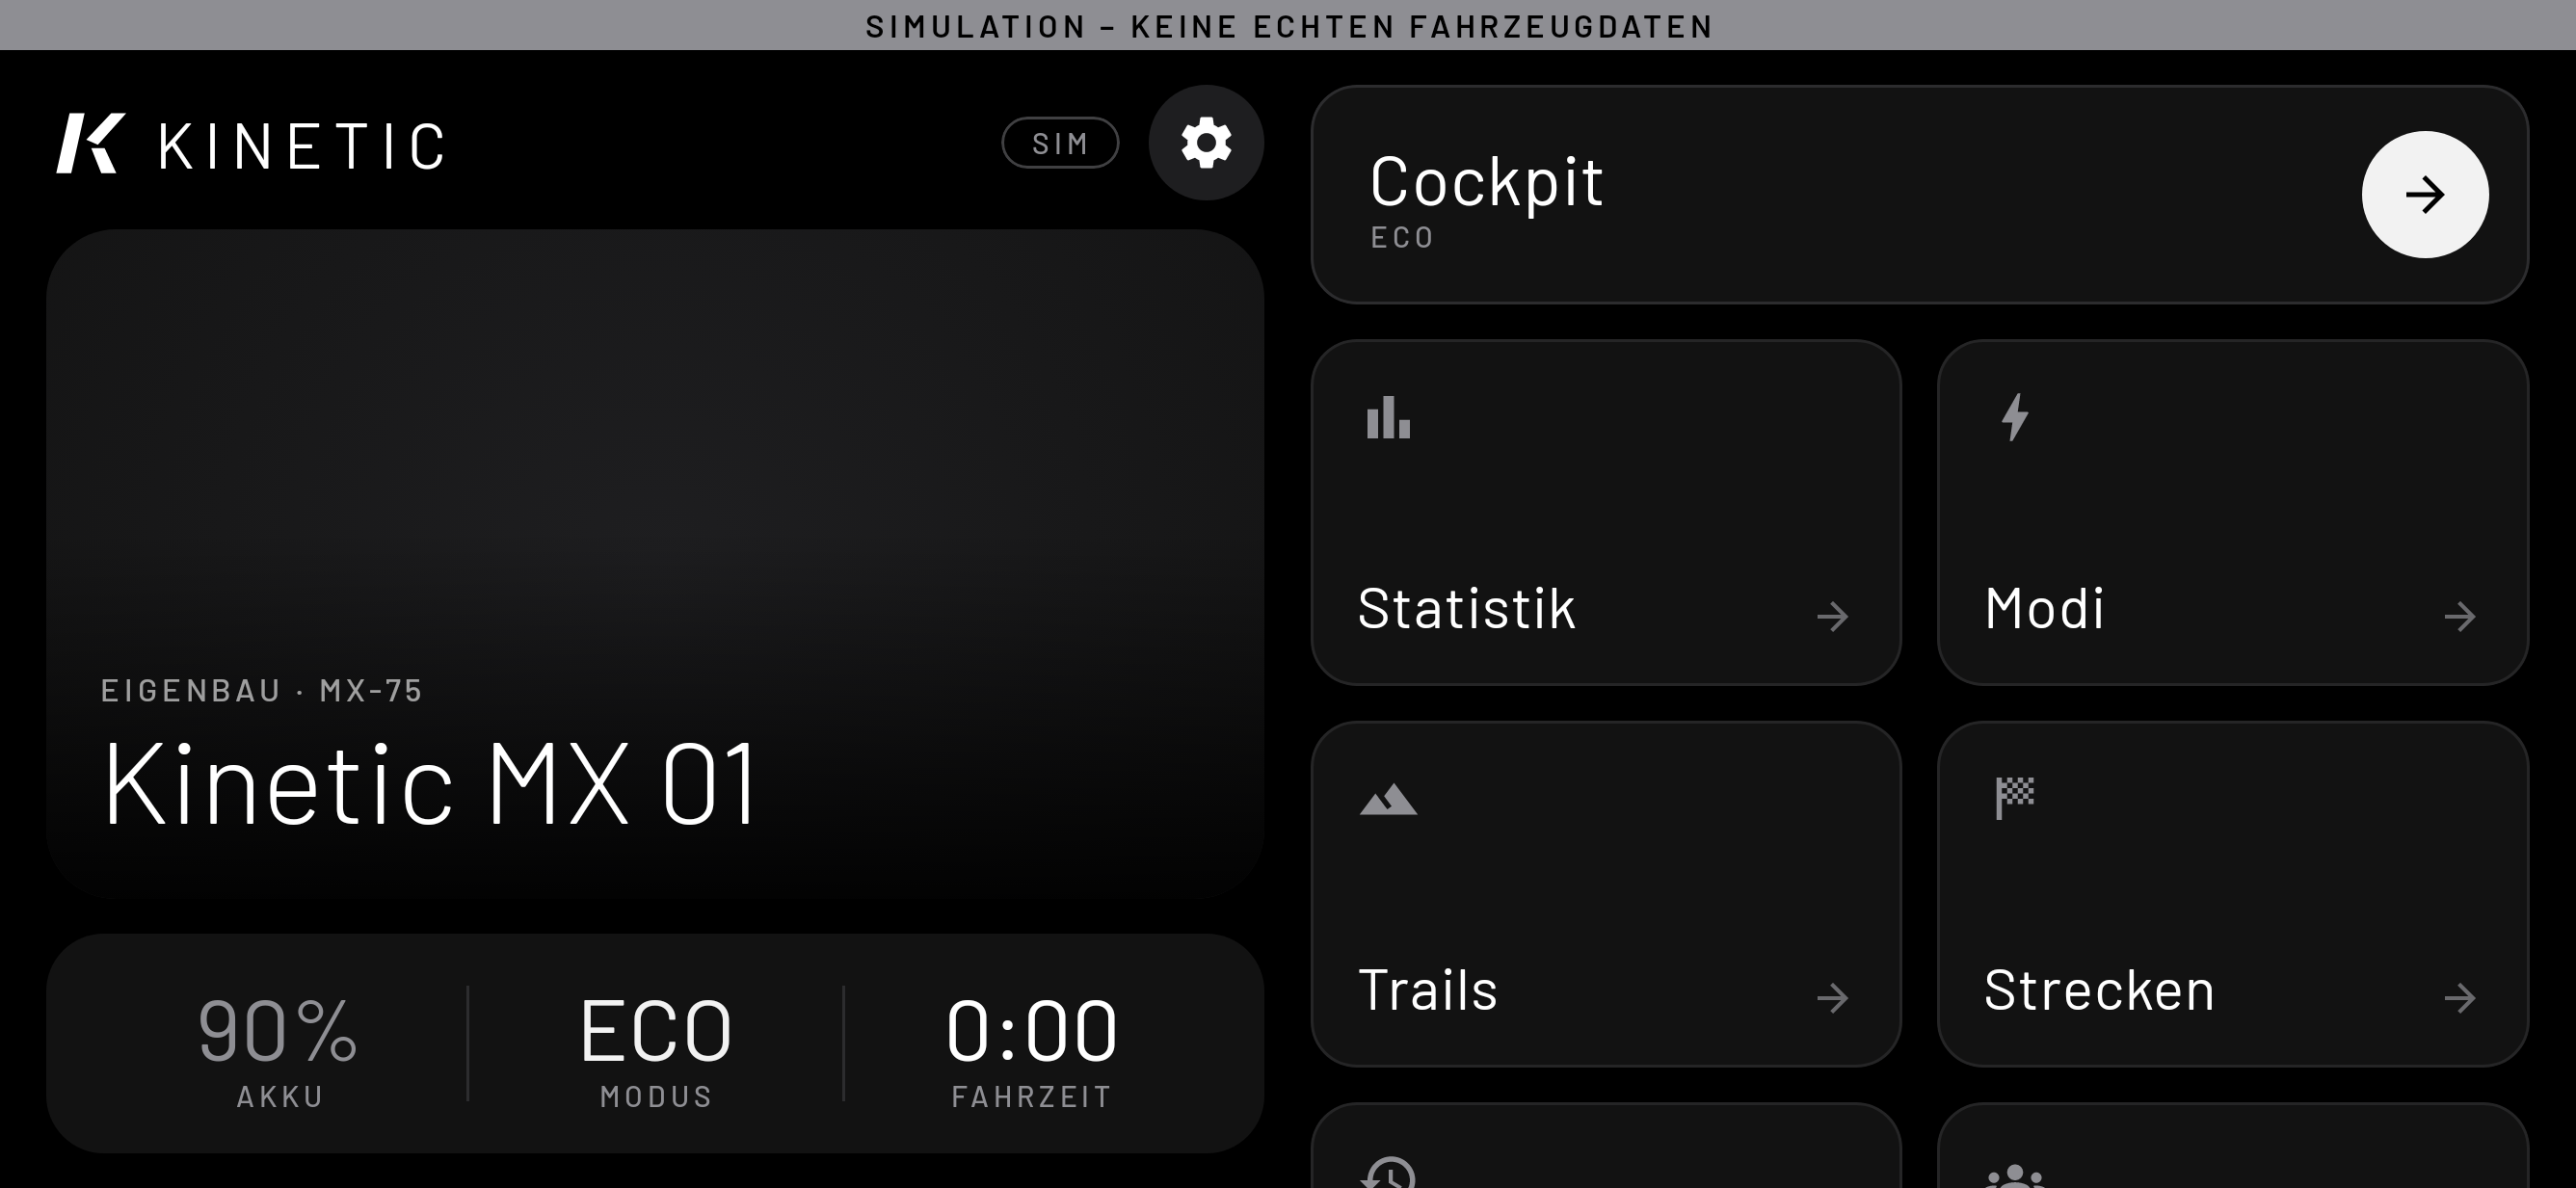 SIMULATION – KEINE ECHTEN FAHRZEUGDATEN
KINETIC
SIM
EIGENBAU · MX-75
Kinetic MX 01
90%
AKKU
ECO
MODUS
0:00
FAHRZEIT
Cockpit
ECO
Statistik
Modi
Trails
Strecken